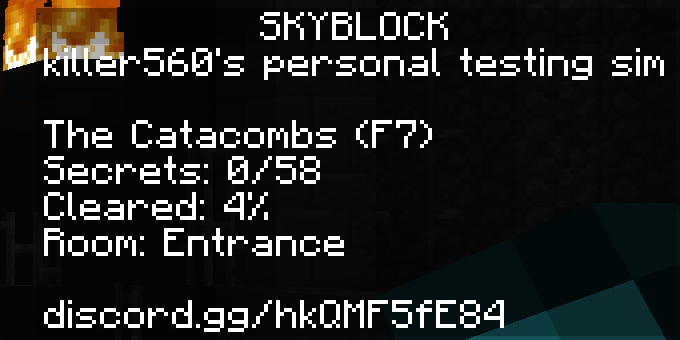 SKYBLOCK
killer560's personal testing sim
The Catacombs (F7)
Secrets: 0/58
Cleared: 4%
Room: Entrance
discord.gg/hkQMF5fE84